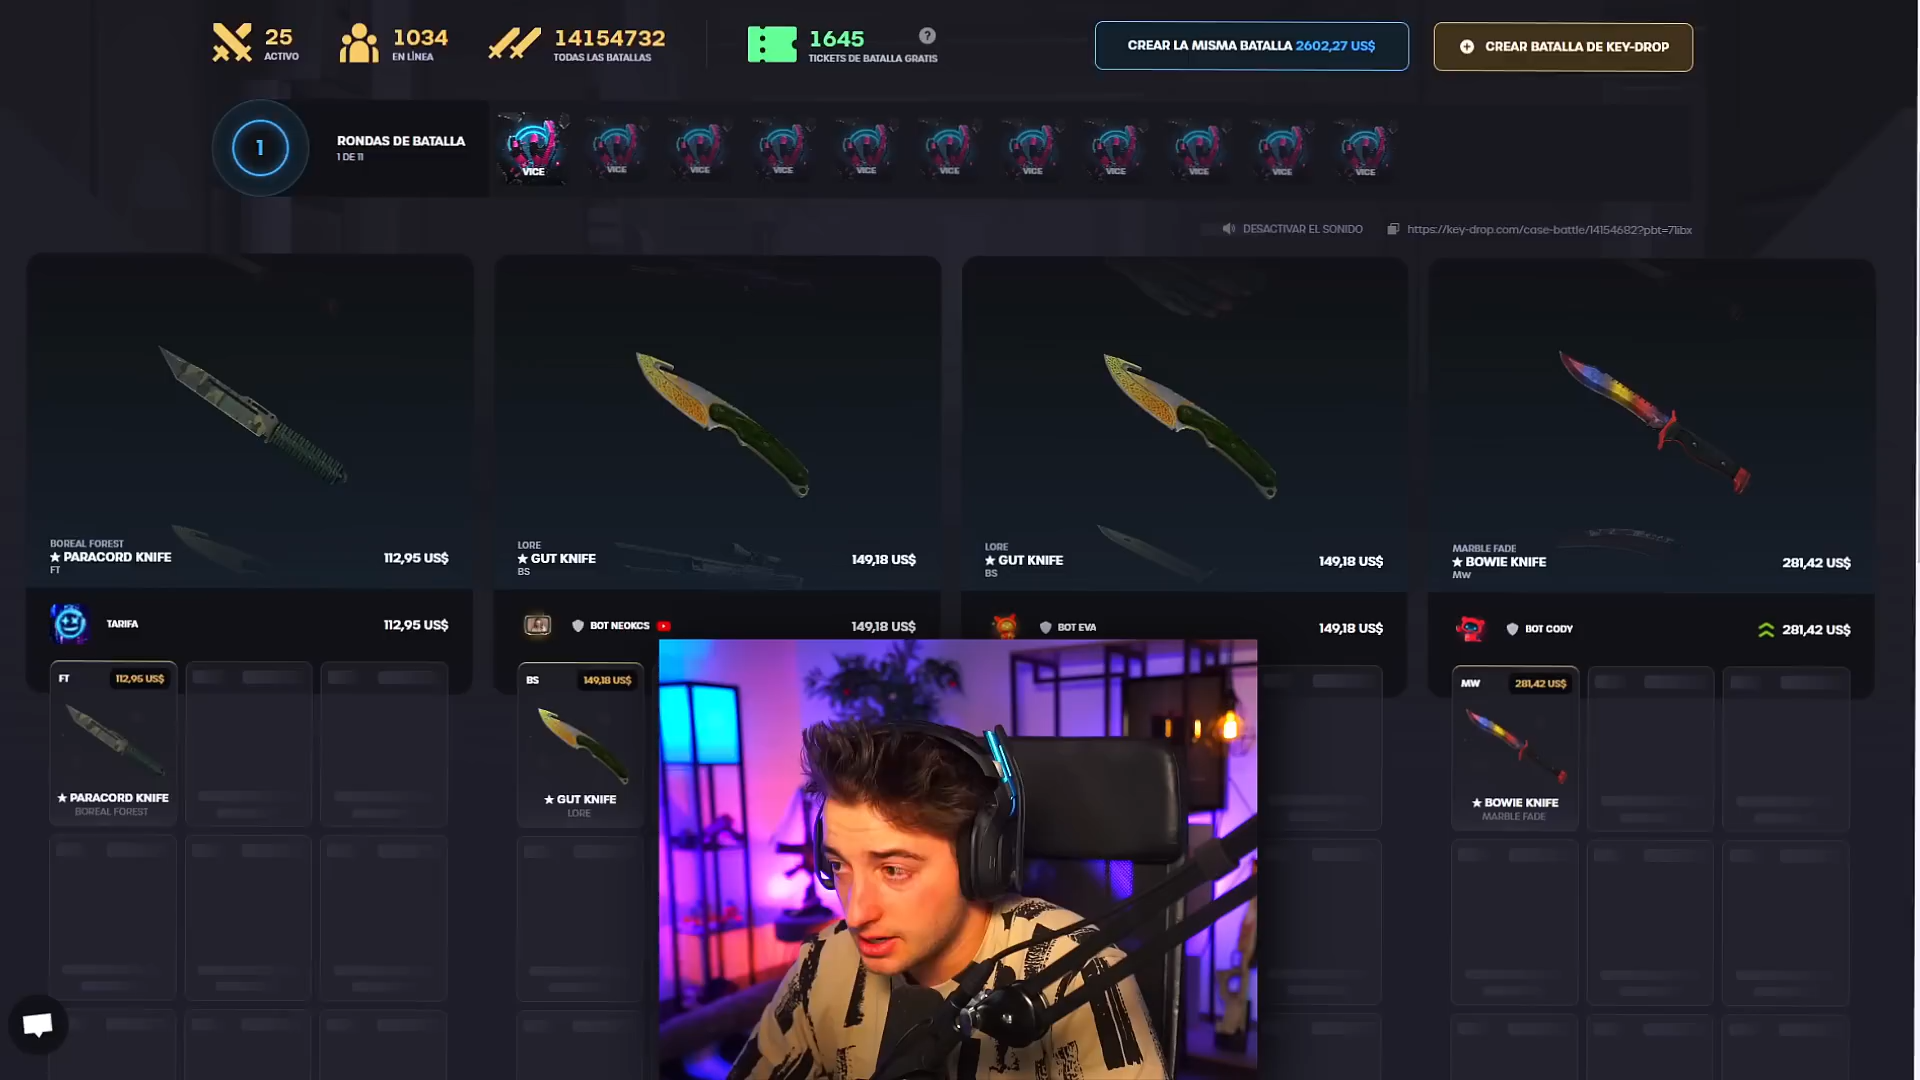 25
ACTIVO
1034
EN LÍNEA
14154732
TODAS LAS BATALLAS
1645
TICKETS DE BATALLA GRATIS
?
CREAR LA MISMA BATALLA 2602,27 US$
CREAR BATALLA DE KEY-DROP
1
RONDAS DE BATALLA
1 DE 11
VICE
VICE
VICE
VICE
VICE
VICE
VICE
VICE
VICE
VICE
VICE
DESACTIVAR EL SONIDO
https://key-drop.com/case-battle/14154682?pbt=71ibx
BOREAL FOREST
★ PARACORD KNIFE
FT
112,95 US$
LORE
★ GUT KNIFE
BS
149,18 US$
LORE
★ GUT KNIFE
BS
149,18 US$
MARBLE FADE
★ BOWIE KNIFE
MW
281,42 US$
TARIFA
112,95 US$
BOT NEOKCS
149,18 US$
BOT EVA
149,18 US$
BOT CODY
281,42 US$
FT
112,95 US$
★ PARACORD KNIFE
BOREAL FOREST
BS
149,18 US$
★ GUT KNIFE
LORE
MW
281,42 US$
★ BOWIE KNIFE
MARBLE FADE